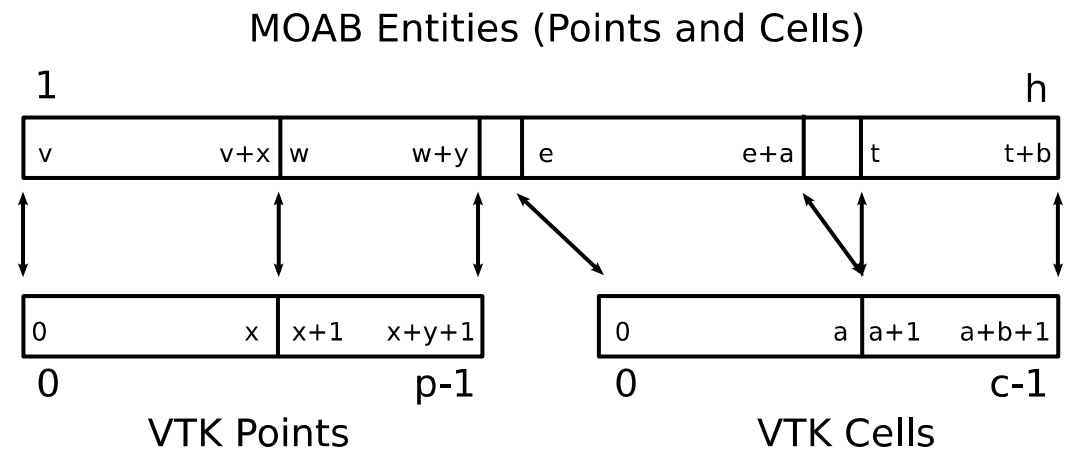 MOAB Entities (Points and Cells)
1 h
v v+x w w+y e e+a t t+b
0 x x+1 x+y+1 0 a a+1 a+b+1
0 p-1 0 c-1
VTK Points VTK Cells